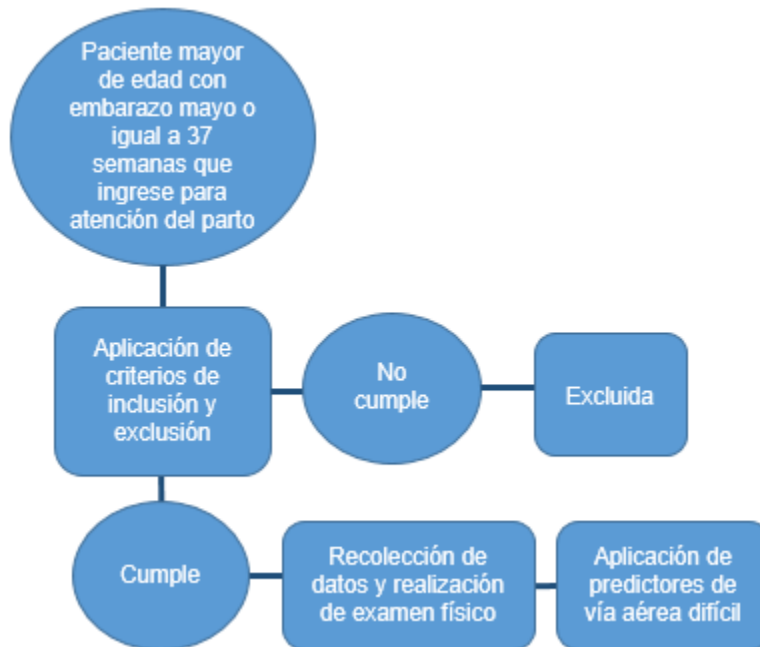 Paciente mayor
de edad con
embarazo mayo o
igual a 37
semanas que
ingrese para
atención del parto
Aplicación de
criterios de
inclusión y
exclusión
No
cumple
Excluida
Cumple
Recolección de
datos y realización
de examen físico
Aplicación de
predictores de
vía aérea difícil